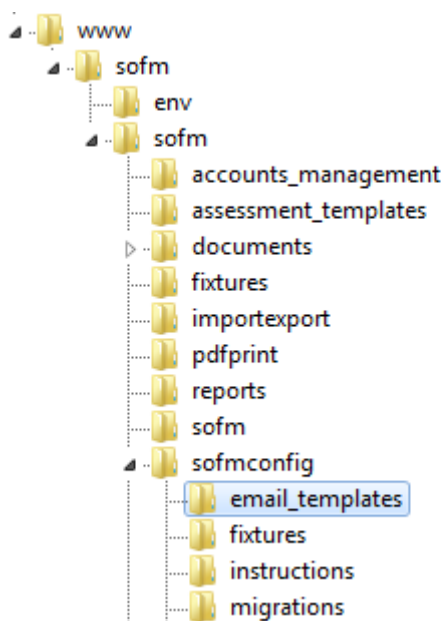 www
sofm
env
sofm
accounts_management
assessment_templates
documents
fixtures
importexport
pdfprint
reports
sofm
sofmconfig
email_templates
fixtures
instructions
migrations